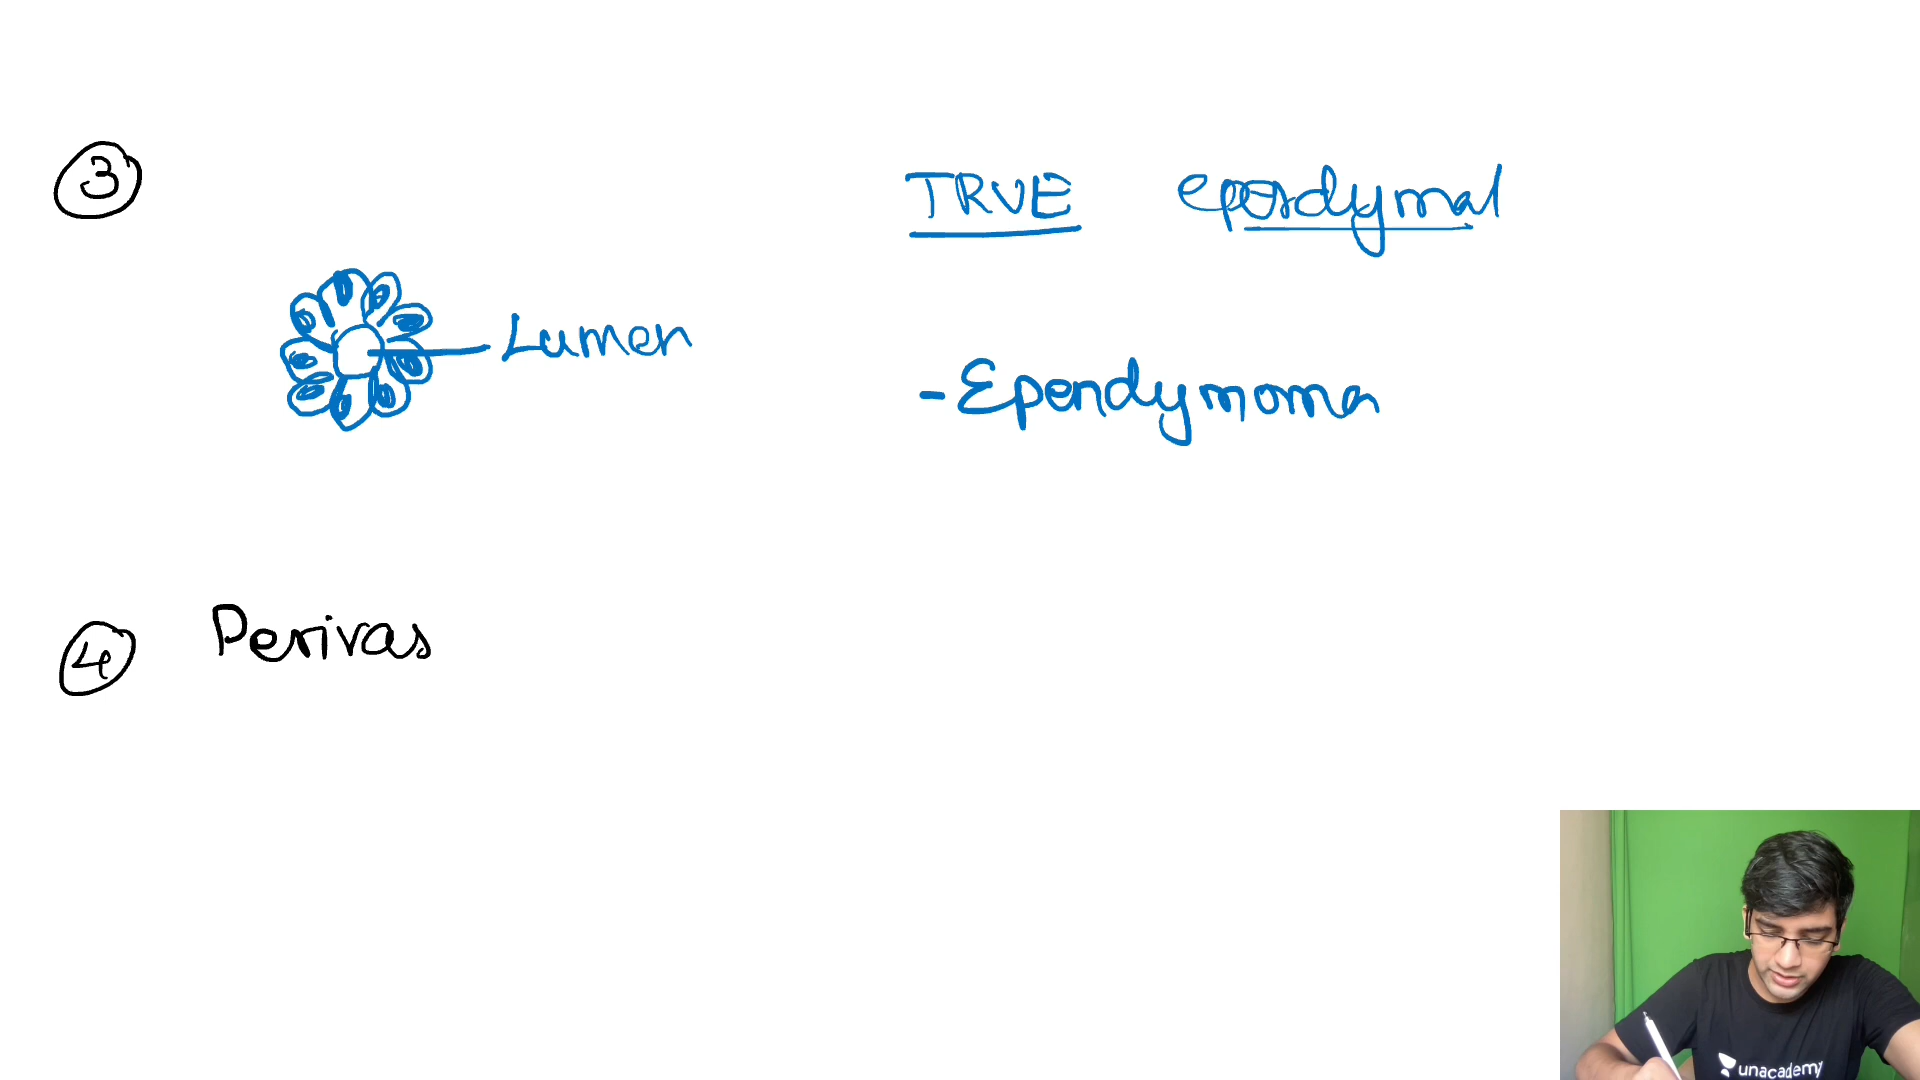 ③
TRUE ependymal
Lumen
- Ependymoma
④ Perivas
unacademy